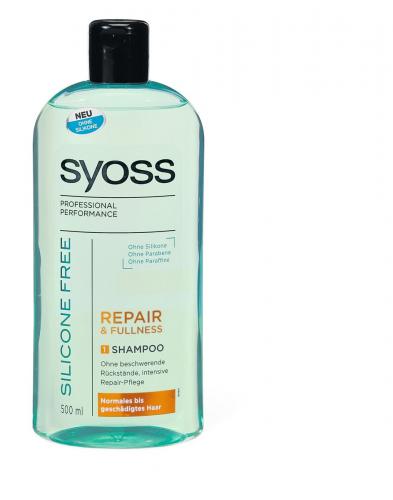 NEU
OHNE
SILIKONE
syoss
PROFESSIONAL
PERFORMANCE
SILICONE FREE
Ohne Silikone
Ohne Parabene
Ohne Paraffine
REPAIR
& FULLNESS
1 SHAMPOO
Ohne beschwerende
Rückstände, intensive
Repair-Pflege
Normales bis
geschädigtes Haar
500 ml